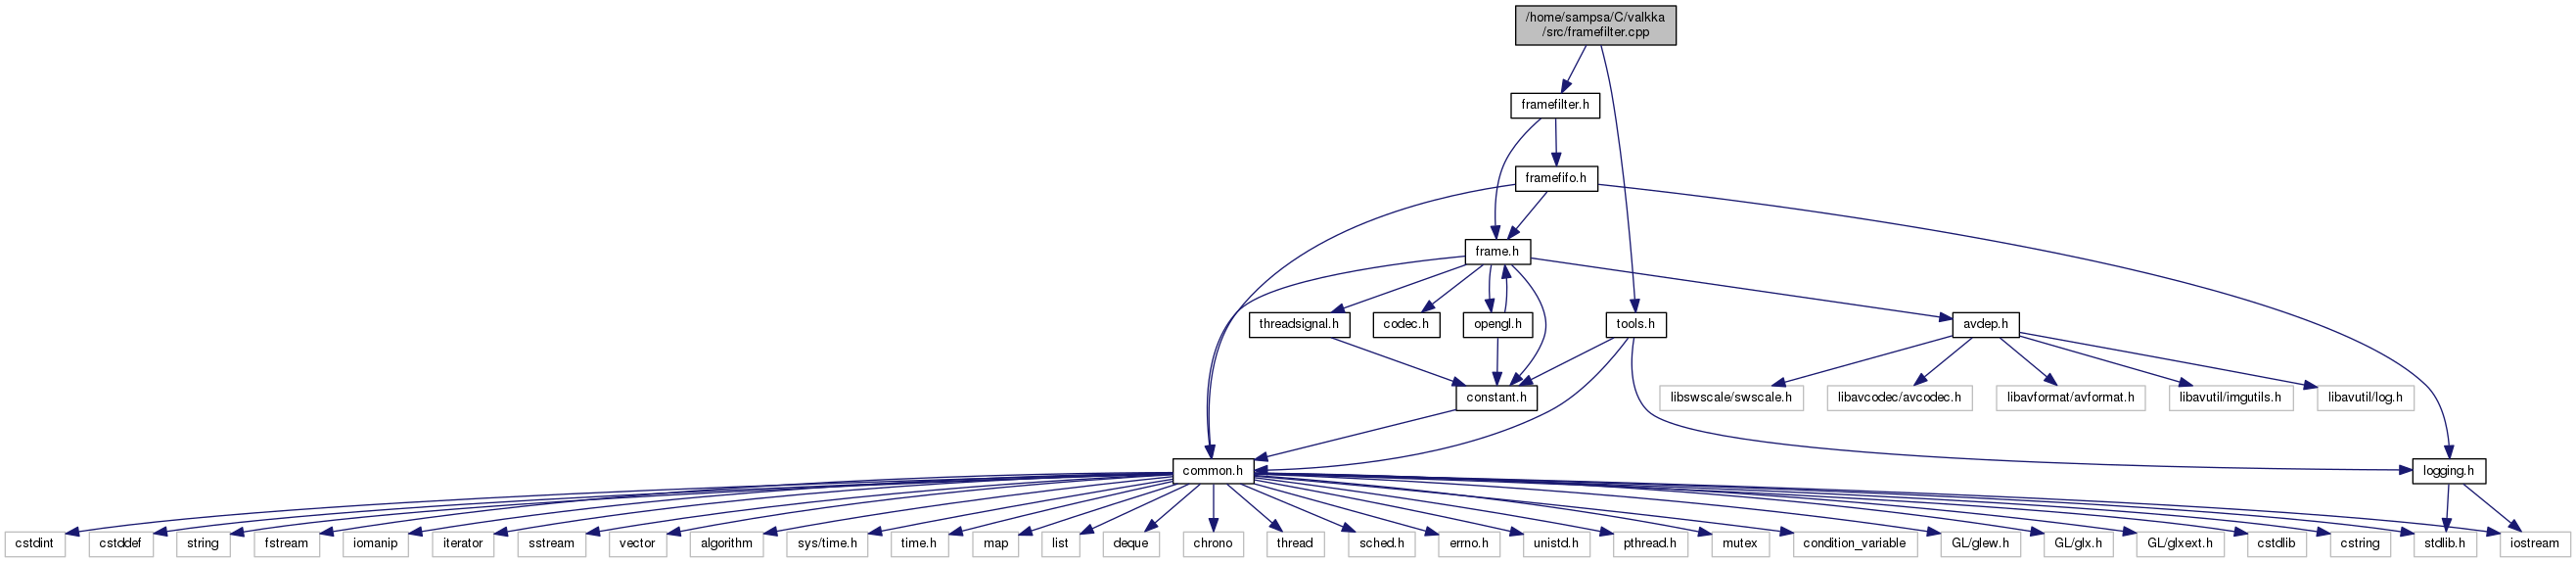 /home/sampsa/C/valkka
/src/framefilter.cpp
framefilter.h
framefifo.h
frame.h
threadsignal.h
codec.h
opengl.h
tools.h
avdep.h
constant.h
libswscale/swscale.h
libavcodec/avcodec.h
libavformat/avformat.h
libavutil/imgutils.h
libavutil/log.h
common.h
logging.h
cstdint
cstddef
string
fstream
iomanip
iterator
sstream
vector
algorithm
sys/time.h
time.h
map
list
deque
chrono
thread
sched.h
errno.h
unistd.h
pthread.h
mutex
condition_variable
GL/glew.h
GL/glx.h
GL/glxext.h
cstdlib
cstring
stdlib.h
iostream